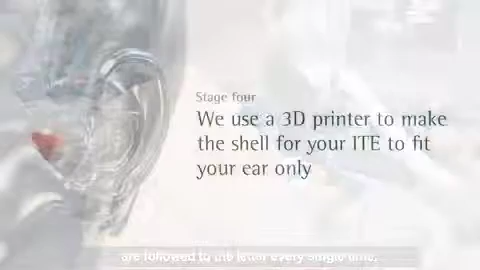 Stage four
We use a 3D printer to make
the shell for your ITE to fit
your ear only
are followed to the letter every single time.